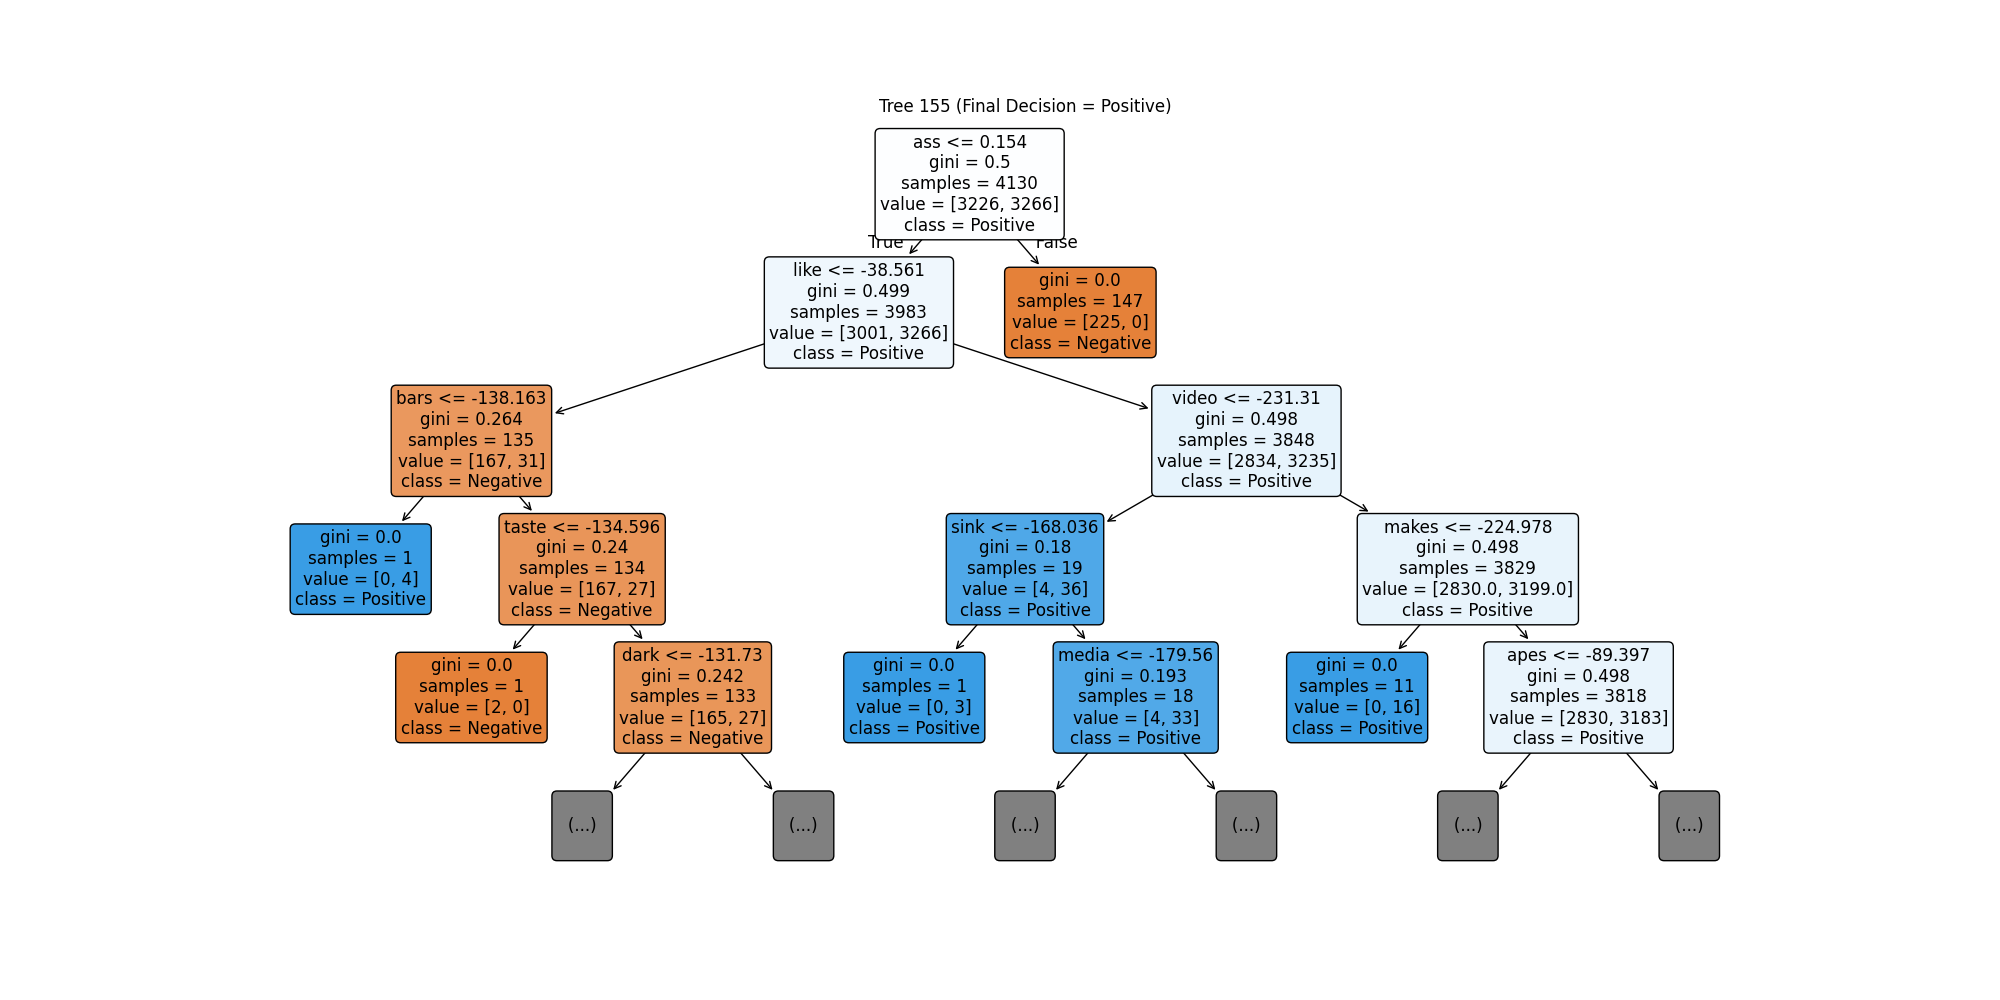 Tree 155 (Final Decision = Positive)
ass <= 0.154
gini = 0.5
samples = 4130
value = [3226, 3266]
class = Positive
True
False
like <= -38.561
gini = 0.499
samples = 3983
value = [3001, 3266]
class = Positive
gini = 0.0
samples = 147
value = [225, 0]
class = Negative
bars <= -138.163
gini = 0.264
samples = 135
value = [167, 31]
class = Negative
video <= -231.31
gini = 0.498
samples = 3848
value = [2834, 3235]
class = Positive
gini = 0.0
samples = 1
value = [0, 4]
class = Positive
taste <= -134.596
gini = 0.24
samples = 134
value = [167, 27]
class = Negative
sink <= -168.036
gini = 0.18
samples = 19
value = [4, 36]
class = Positive
makes <= -224.978
gini = 0.498
samples = 3829
value = [2830.0, 3199.0]
class = Positive
gini = 0.0
samples = 1
value = [2, 0]
class = Negative
dark <= -131.73
gini = 0.242
samples = 133
value = [165, 27]
class = Negative
gini = 0.0
samples = 1
value = [0, 3]
class = Positive
media <= -179.56
gini = 0.193
samples = 18
value = [4, 33]
class = Positive
gini = 0.0
samples = 11
value = [0, 16]
class = Positive
apes <= -89.397
gini = 0.498
samples = 3818
value = [2830, 3183]
class = Positive
(...)
(...)
(...)
(...)
(...)
(...)